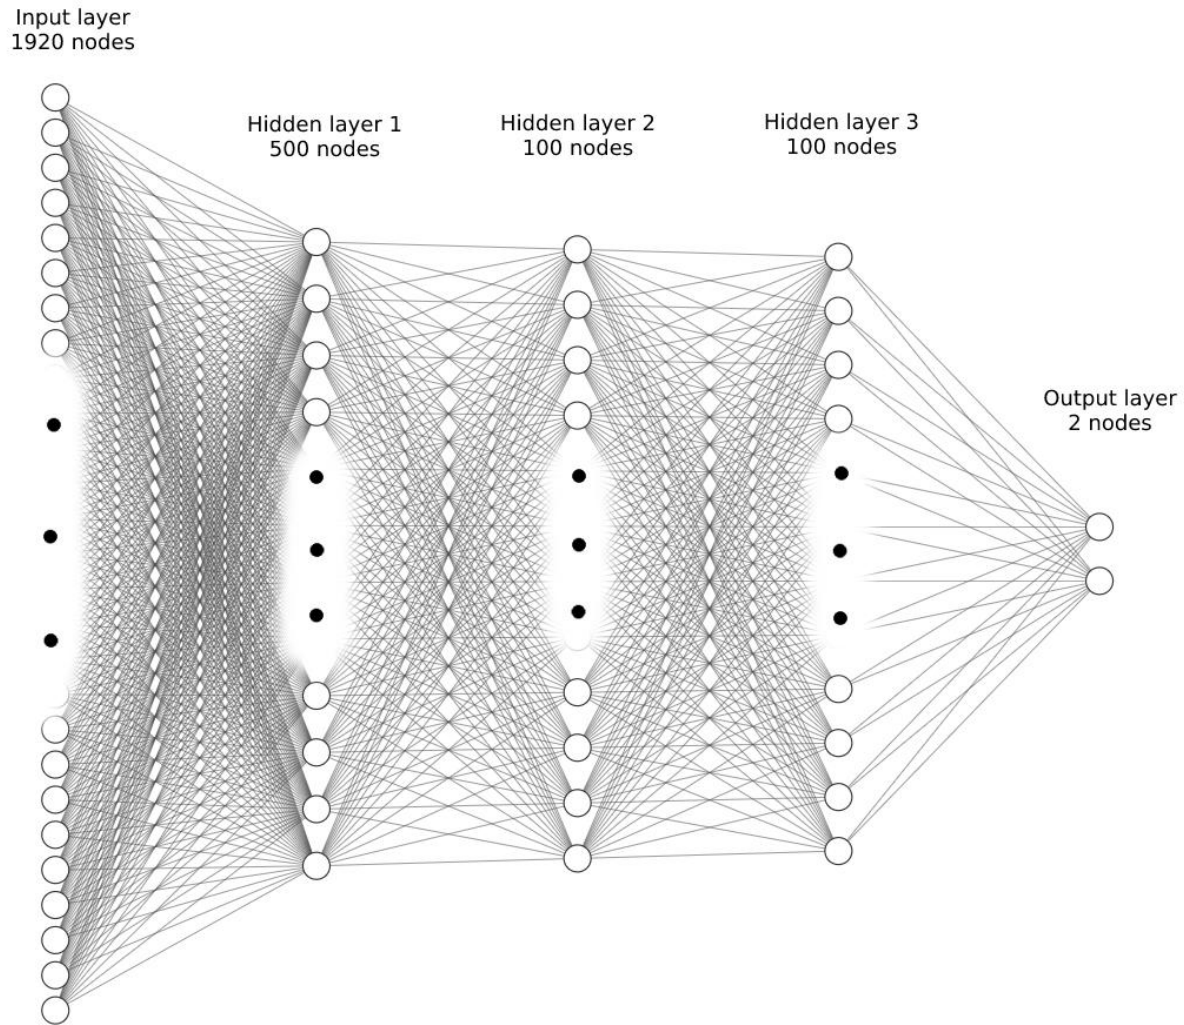 Input layer
1920 nodes
Hidden layer 1
500 nodes
Hidden layer 2
100 nodes
Hidden layer 3
100 nodes
Output layer
2 nodes